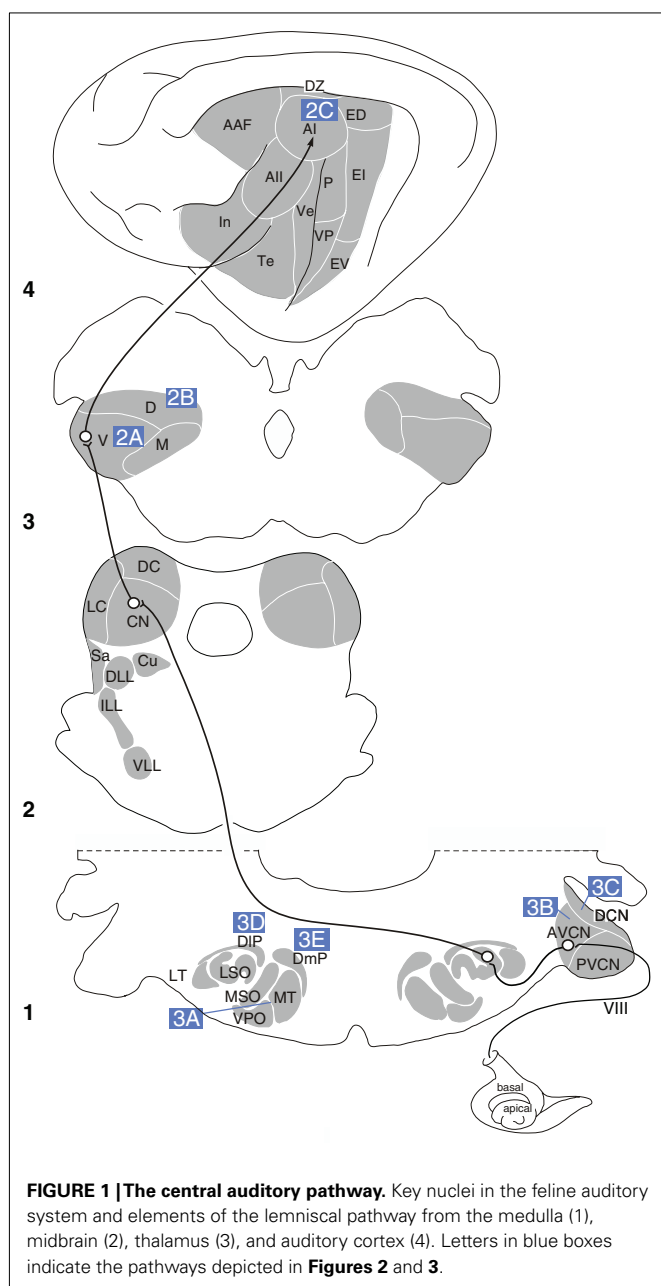 DZ
2C
ED
AAF
AI
AII
P
EI
In
Ve
VP
Te
EV
4
D
2B
V
2A
M
3
DC
LC
CN
Sa
Cu
DLL
ILL
VLL
2
3C
3B
DCN
3D
3E
AVCN
DlP
DmP
LT
LSO
PVCN
MSO
MT
1
3A
VPO
VIII
basal
apical
FIGURE 1 | The central auditory pathway. Key nuclei in the feline auditory
system and elements of the lemniscal pathway from the medulla (1),
midbrain (2), thalamus (3), and auditory cortex (4). Letters in blue boxes
indicate the pathways depicted in Figures 2 and 3.